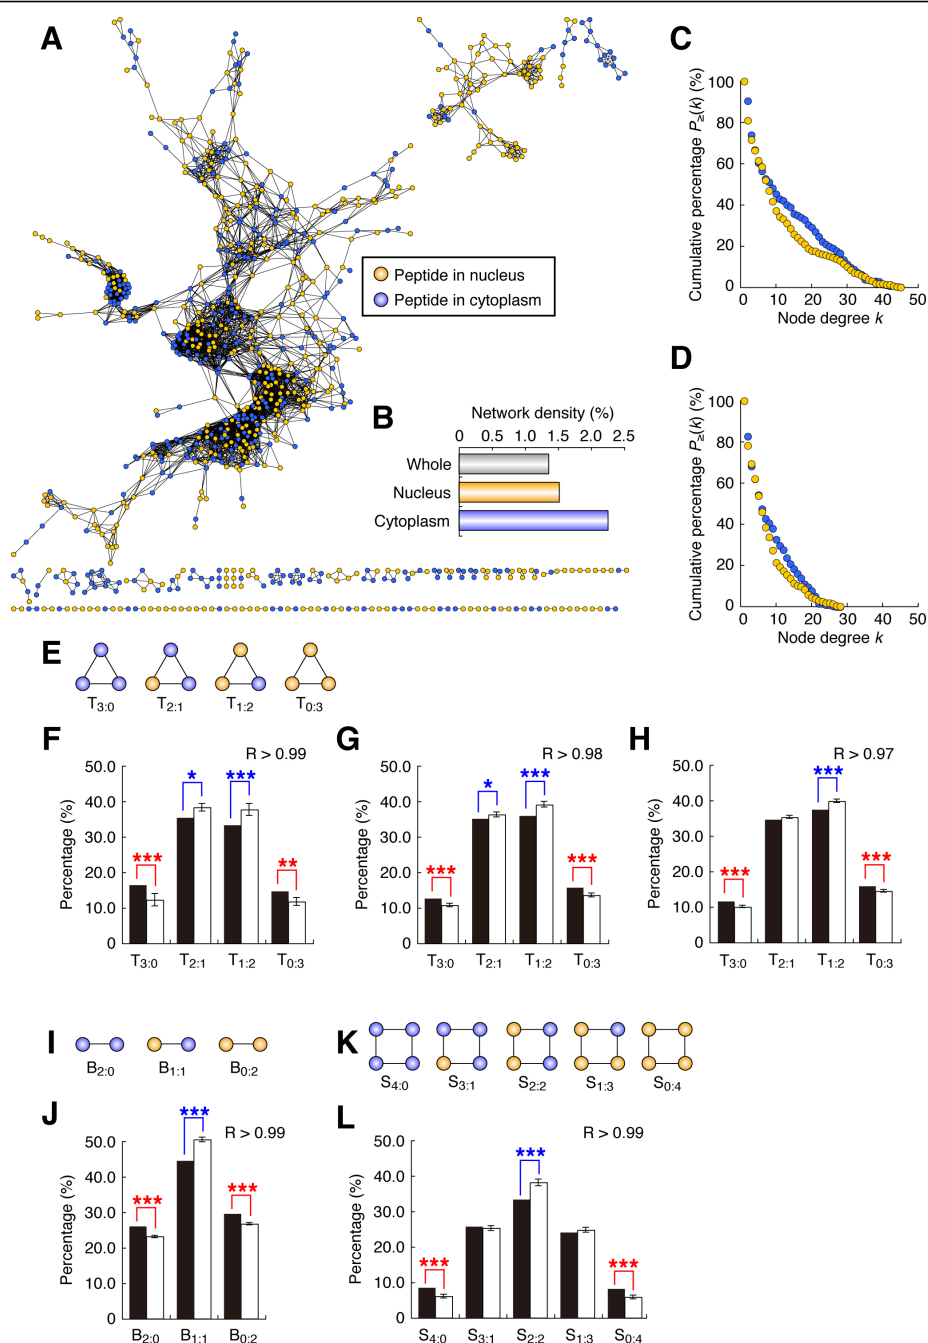 A
Peptide in nucleus
Peptide in cytoplasm
B
Network density (%)
0 0.5 1.0 1.5 2.0 2.5
Whole
Nucleus
Cytoplasm
C
Cumulative percentage P≥(k) (%)
100
80
60
40
20
0
0 10 20 30 40 50
Node degree k
D
Cumulative percentage P≥(k) (%)
100
80
60
40
20
0
0 10 20 30 40 50
Node degree k
E
T3:0 T2:1 T1:2 T0:3
F
R > 0.99
Percentage (%)
50.0
40.0
30.0
20.0
10.0
0
*
***
***
**
T3:0 T2:1 T1:2 T0:3
G
R > 0.98
Percentage (%)
50.0
40.0
30.0
20.0
10.0
0
*
***
***
***
T3:0 T2:1 T1:2 T0:3
H
R > 0.97
Percentage (%)
50.0
40.0
30.0
20.0
10.0
0
***
***
***
T3:0 T2:1 T1:2 T0:3
I
B2:0 B1:1 B0:2
J
R > 0.99
Percentage (%)
50.0
40.0
30.0
20.0
10.0
0
***
***
***
B2:0 B1:1 B0:2
K
S4:0 S3:1 S2:2 S1:3 S0:4
L
R > 0.99
Percentage (%)
50.0
40.0
30.0
20.0
10.0
0
***
***
***
S4:0 S3:1 S2:2 S1:3 S0:4